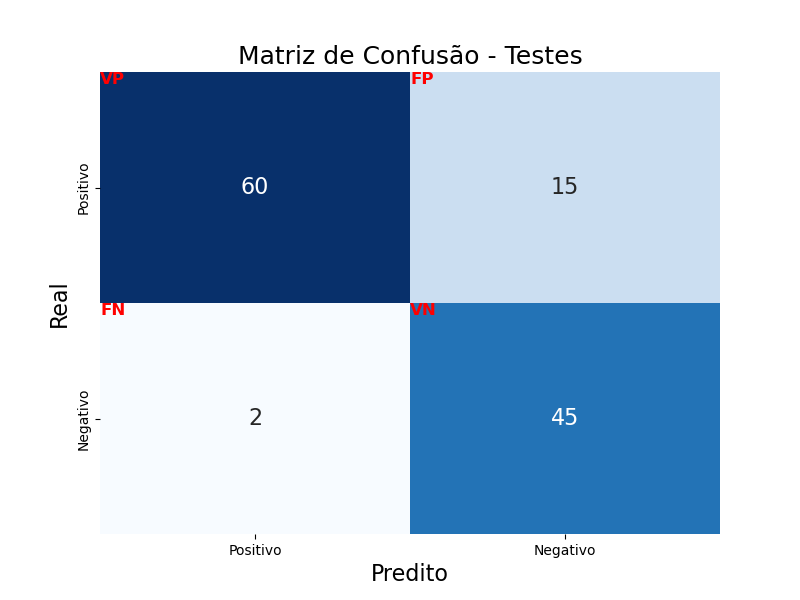 Matriz de Confusão - Testes
VP
FP
Positivo
60
15
Real
FN
VN
Negativo
2
45
Positivo
Negativo
Predito